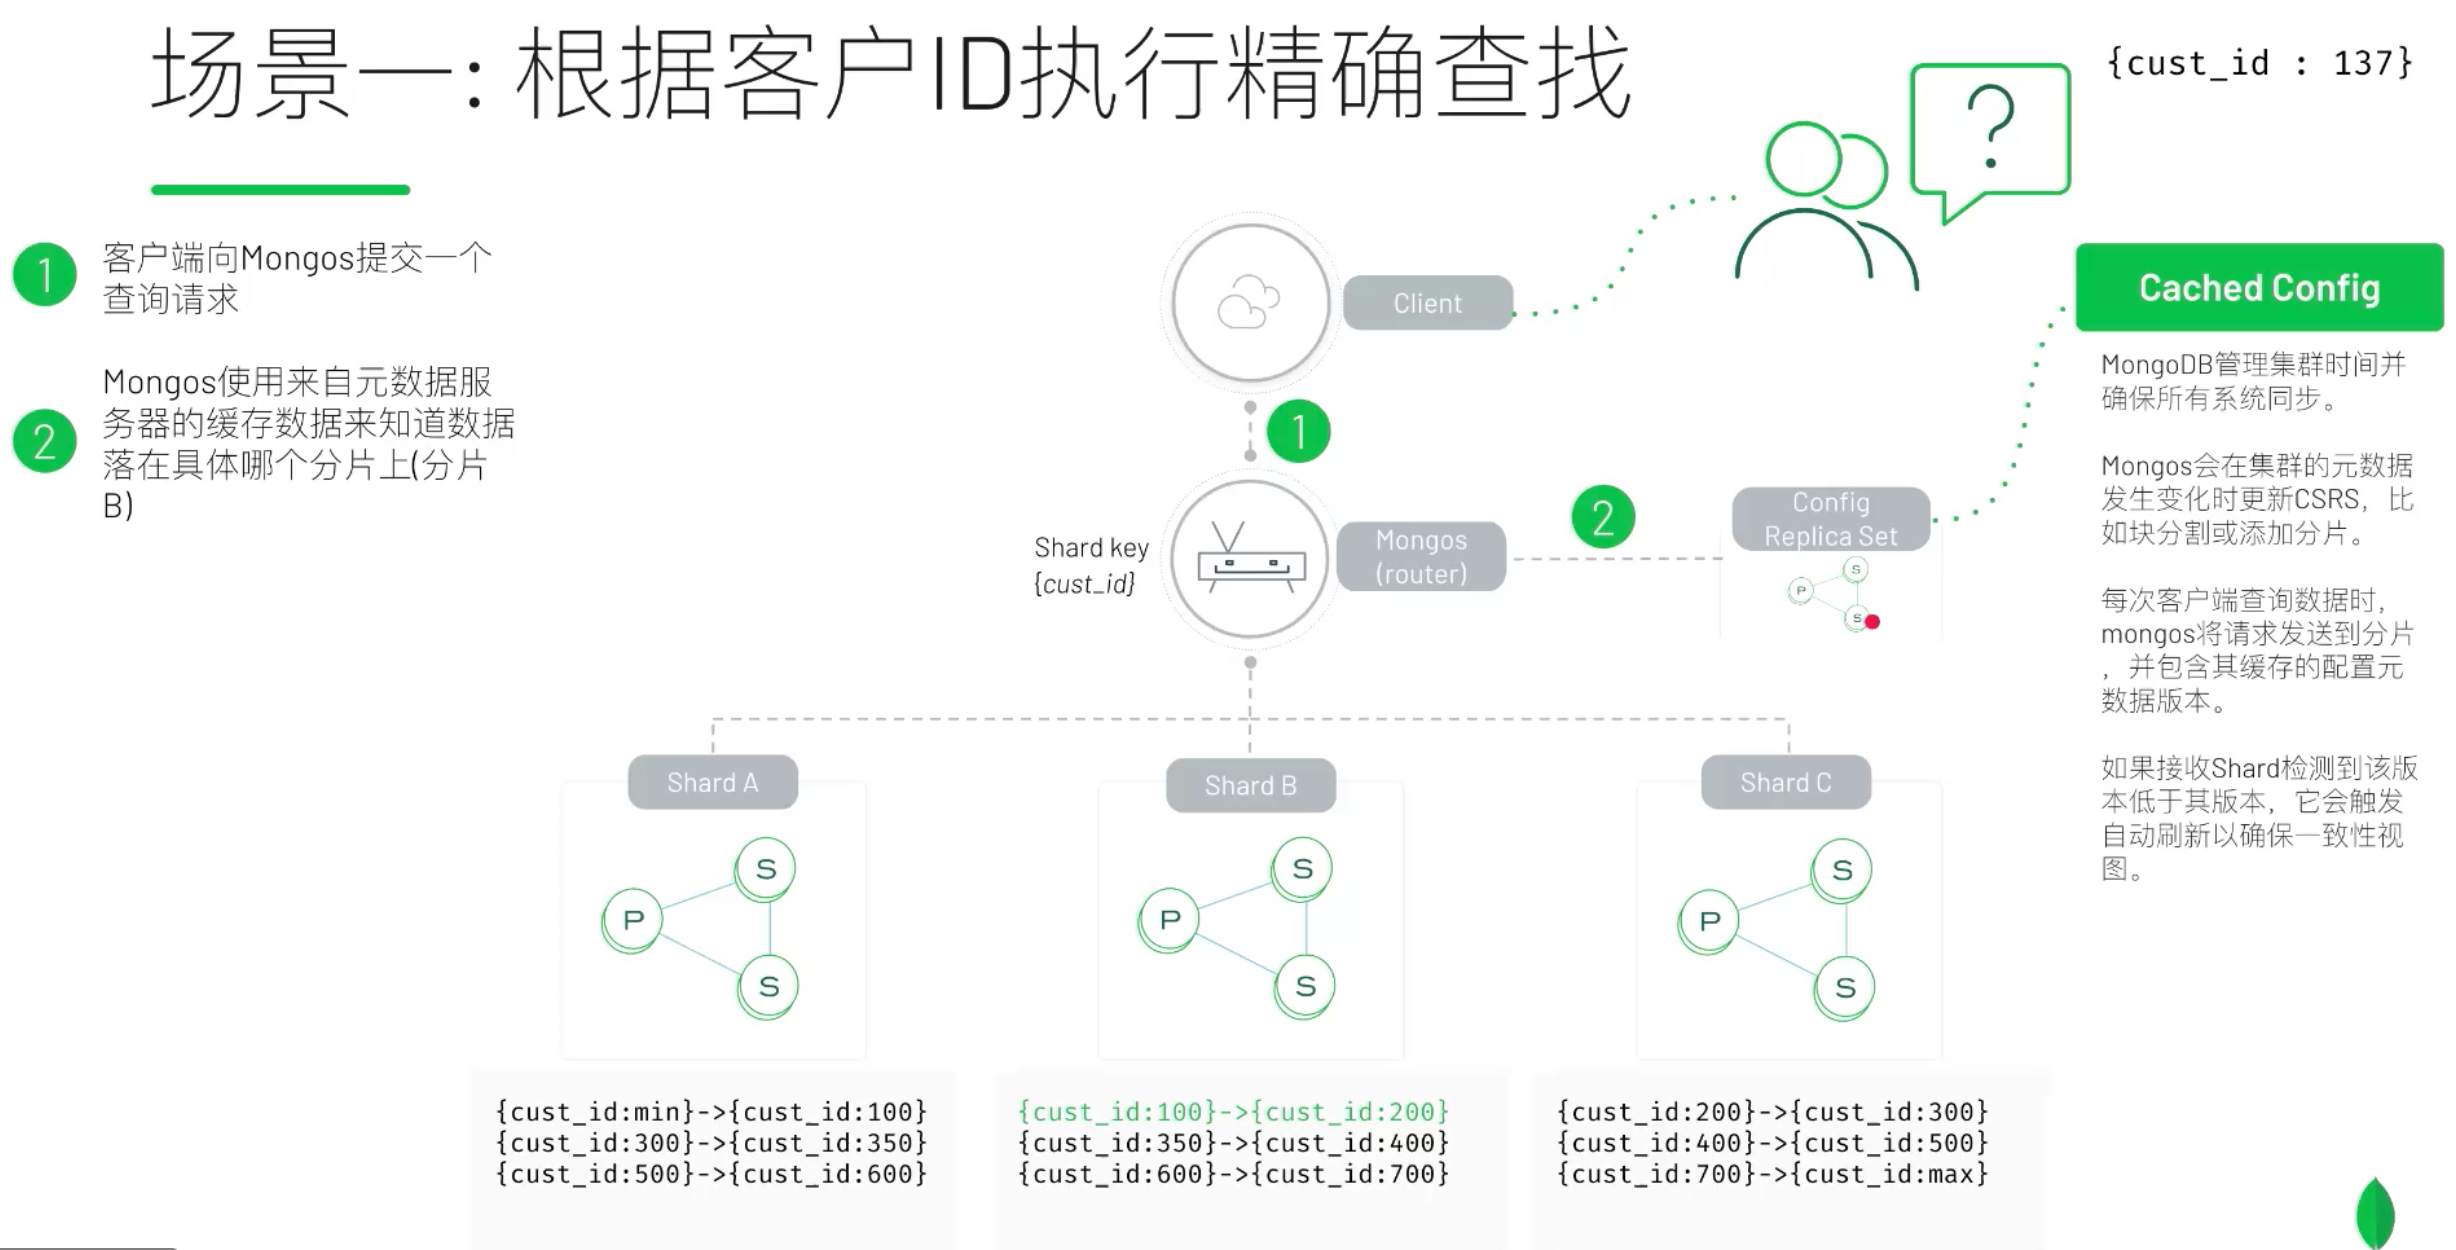 场景一: 根据客户ID执行精确查找
{cust_id : 137}
?
1
客户端向Mongos提交一个
查询请求
2
Mongos使用来自元数据服
务器的缓存数据来知道数据
落在具体哪个分片上(分片
B)
Client
1
Shard key
{cust_id}
Mongos
(router)
2
Config
Replica Set
P
S
S
Cached Config
MongoDB管理集群时间并
确保所有系统同步。
Mongos会在集群的元数据
发生变化时更新CSRS，比
如块分割或添加分片。
每次客户端查询数据时，
mongos将请求发送到分片
，并包含其缓存的配置元
数据版本。
如果接收Shard检测到该版
本低于其版本，它会触发
自动刷新以确保一致性视
图。
Shard A
P
S
S
{cust_id:min}->{cust_id:100}
{cust_id:300}->{cust_id:350}
{cust_id:500}->{cust_id:600}
Shard B
P
S
S
{cust_id:100}->{cust_id:200}
{cust_id:350}->{cust_id:400}
{cust_id:600}->{cust_id:700}
Shard C
P
S
S
{cust_id:200}->{cust_id:300}
{cust_id:400}->{cust_id:500}
{cust_id:700}->{cust_id:max}